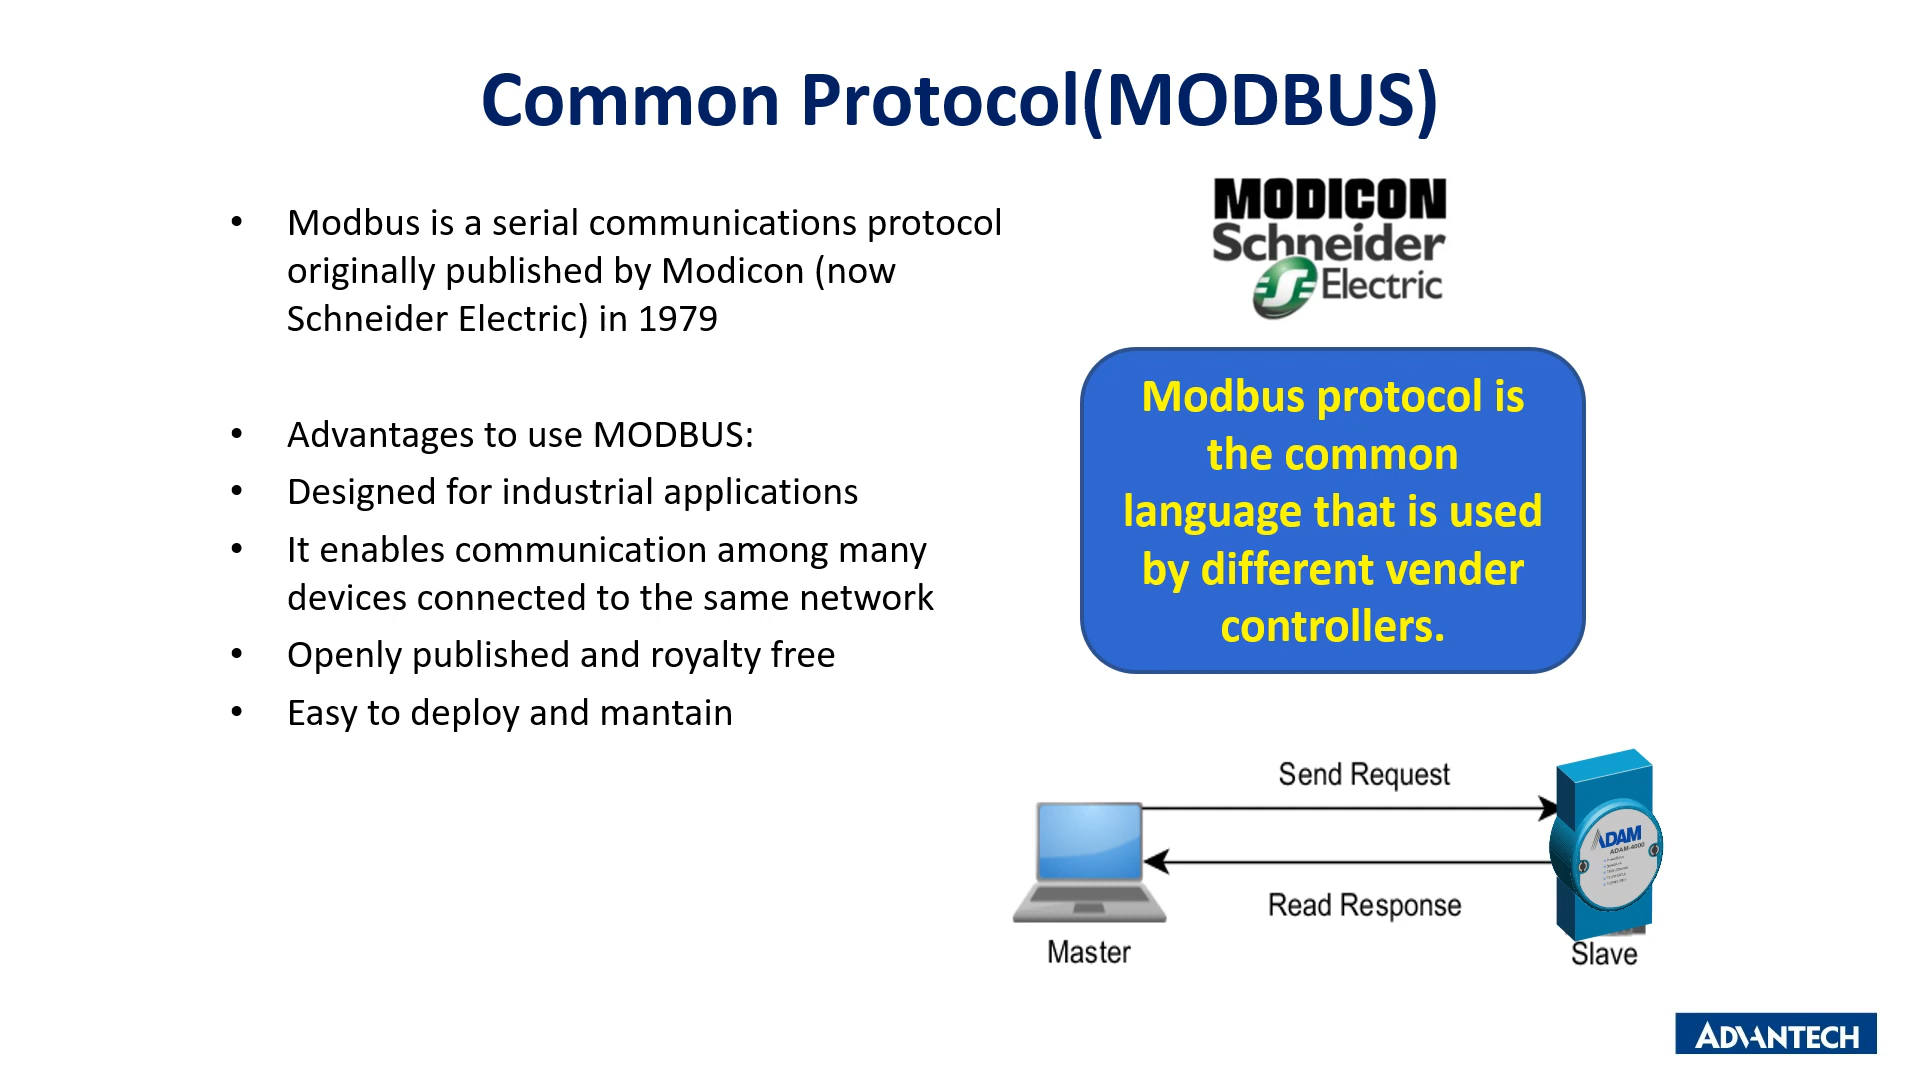 Common Protocol(MODBUS)
• Modbus is a serial communications protocol
originally published by Modicon (now
Schneider Electric) in 1979
• Advantages to use MODBUS:
• Designed for industrial applications
• It enables communication among many
devices connected to the same network
• Openly published and royalty free
• Easy to deploy and mantain
MODICON
Schneider
Electric
Modbus protocol is
the common
language that is used
by different vender
controllers.
Send Request
Read Response
Master
ADAM
ADAM-4000
Slave
ADVANTECH